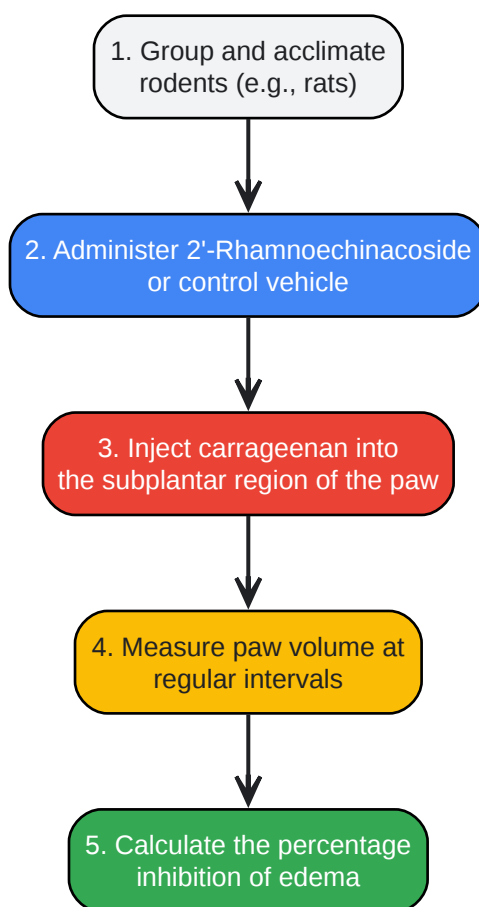 1. Group and acclimate
rodents (e.g., rats)
2. Administer 2'-Rhamnoechinacoside
or control vehicle
3. Inject carrageenan into
the subplantar region of the paw
4. Measure paw volume at
regular intervals
5. Calculate the percentage
inhibition of edema